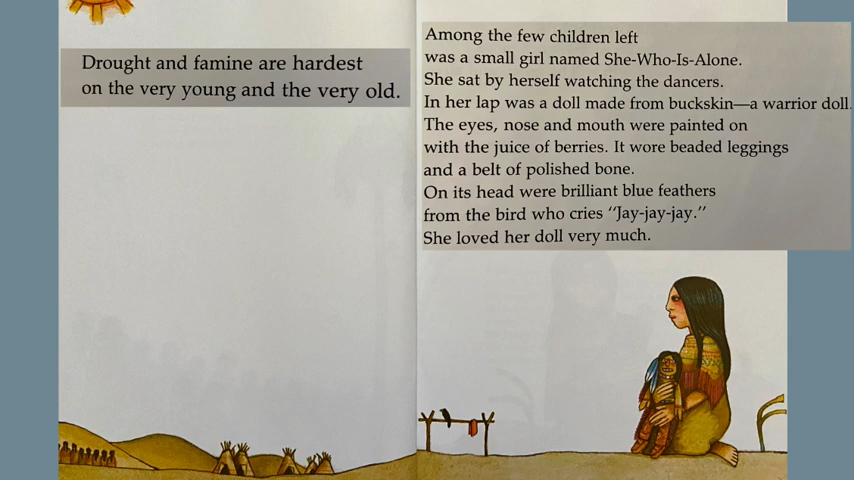 Drought and famine are hardest
on the very young and the very old.
Among the few children left
was a small girl named She-Who-Is-Alone.
She sat by herself watching the dancers.
In her lap was a doll made from buckskin—a warrior doll.
The eyes, nose and mouth were painted on
with the juice of berries. It wore beaded leggings
and a belt of polished bone.
On its head were brilliant blue feathers
from the bird who cries “Jay-jay-jay.”
She loved her doll very much.